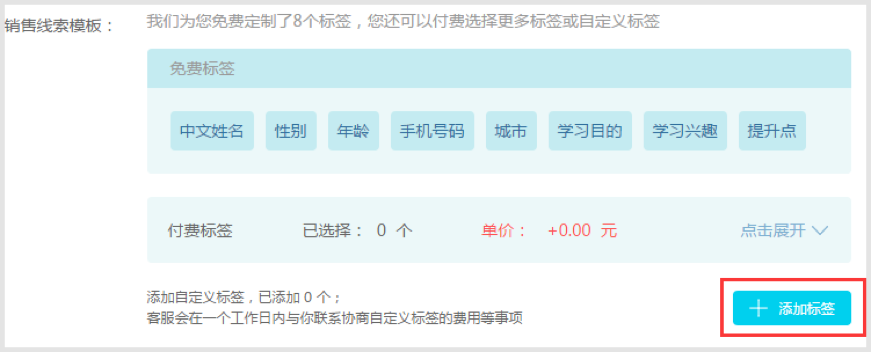 销售线索模板：
我们为您免费定制了8个标签，您还可以付费选择更多标签或自定义标签
免费标签
中文姓名 性别 年龄 手机号码 城市 学习目的 学习兴趣 提升点
付费标签 已选择： 0 个 单价： +0.00 元 点击展开
添加自定义标签，已添加 0 个；
客服会在一个工作日内与你联系协商自定义标签的费用等事项
添加标签